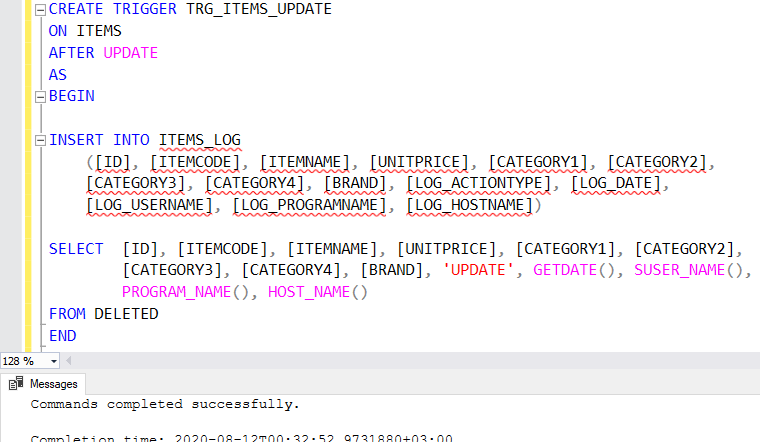 CREATE TRIGGER TRG_ITEMS_UPDATE
ON ITEMS
AFTER UPDATE
AS
BEGIN
INSERT INTO ITEMS_LOG
([ID], [ITEMCODE], [ITEMNAME], [UNITPRICE], [CATEGORY1], [CATEGORY2],
[CATEGORY3], [CATEGORY4], [BRAND], [LOG_ACTIONTYPE], [LOG_DATE],
[LOG_USERNAME], [LOG_PROGRAMNAME], [LOG_HOSTNAME])
SELECT [ID], [ITEMCODE], [ITEMNAME], [UNITPRICE], [CATEGORY1], [CATEGORY2],
[CATEGORY3], [CATEGORY4], [BRAND], 'UPDATE', GETDATE(), SUSER_NAME(),
PROGRAM_NAME(), HOST_NAME()
FROM DELETED
END
128 %
Messages
Commands completed successfully.
Completion time: 2020-08-12T00:32:52.9731880+03:00